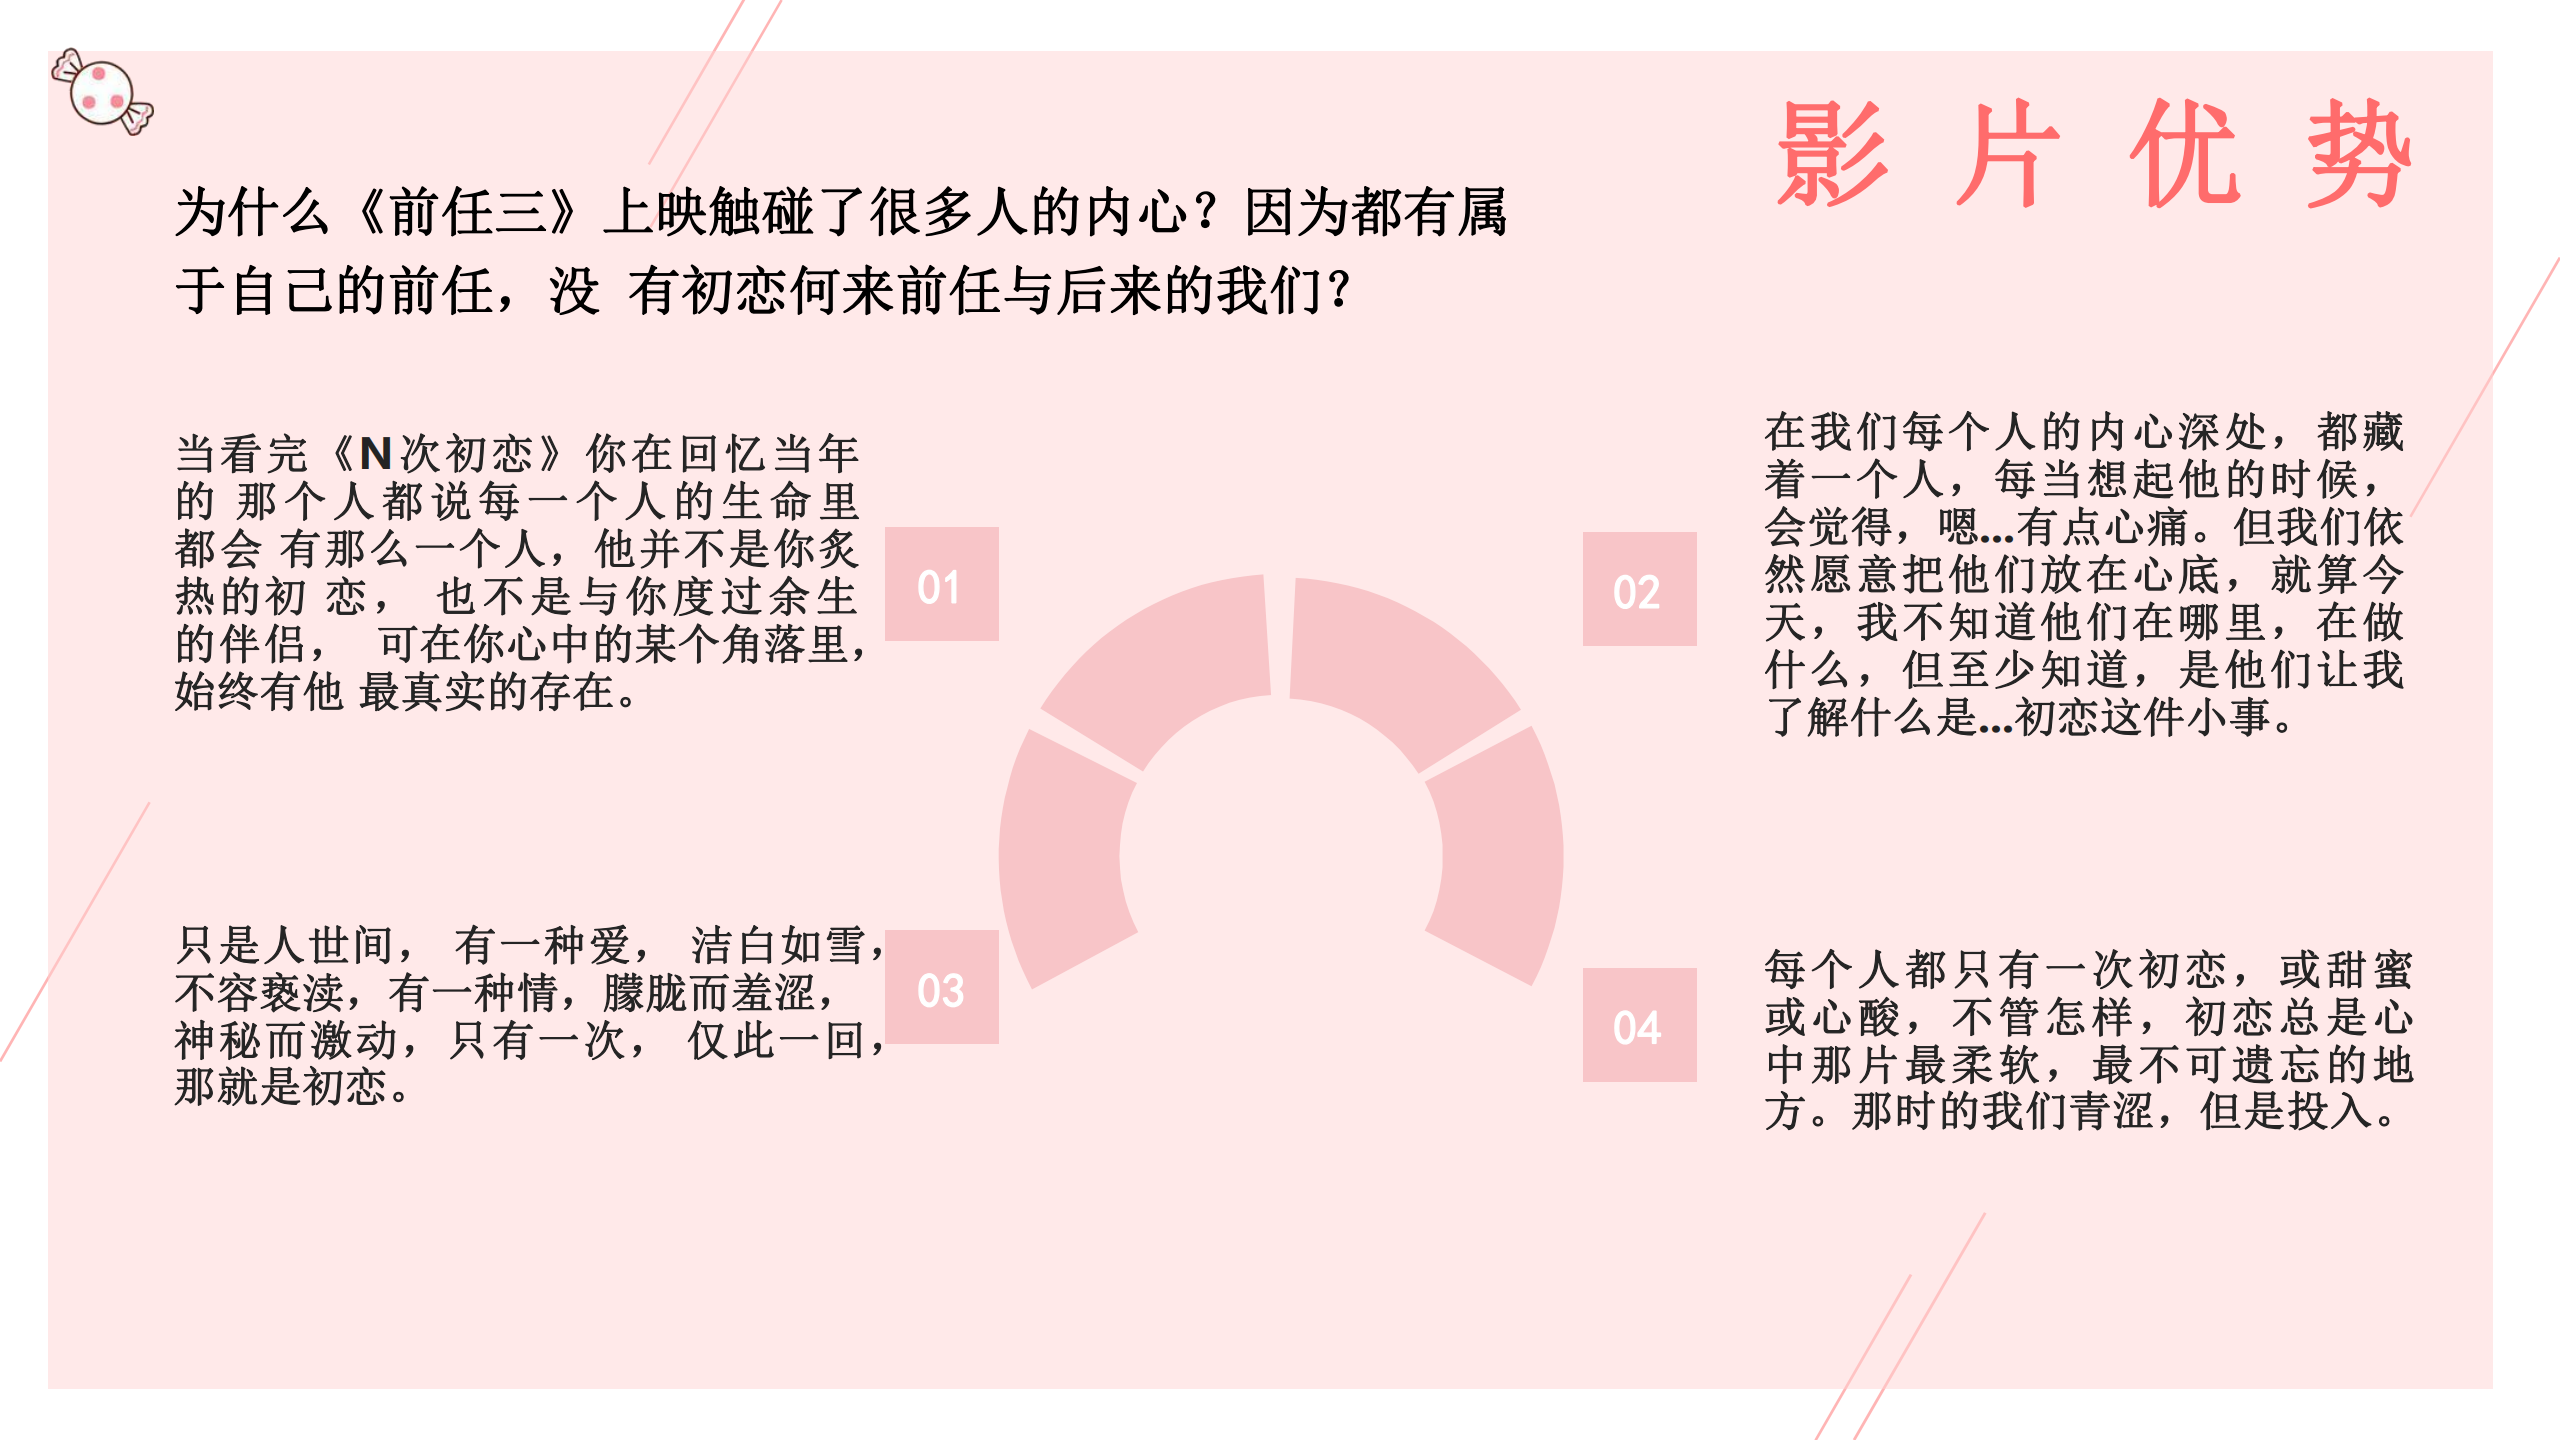 影片优势
为什么《前任三》上映触碰了很多人的内心？因为都有属
于自己的前任，没 有初恋何来前任与后来的我们？
当看完《N次初恋》你在回忆当年
的 那个人都说每一个人的生命里
都会 有那么一个人，他并不是你炙
热的初 恋， 也不是与你度过余生
的伴侣， 可在你心中的某个角落里，
始终有他 最真实的存在。
01
02
在我们每个人的内心深处，都藏
着一个人，每当想起他的时候，
会觉得，嗯...有点心痛。但我们依
然愿意把他们放在心底，就算今
天，我不知道他们在哪里，在做
什么，但至少知道，是他们让我
了解什么是...初恋这件小事。
只是人世间， 有一种爱， 洁白如雪，
不容亵渎，有一种情，朦胧而羞涩，
神秘而激动，只有一次， 仅此一回，
那就是初恋。
03
04
每个人都只有一次初恋，或甜蜜
或心酸，不管怎样，初恋总是心
中那片最柔软，最不可遗忘的地
方。那时的我们青涩，但是投入。